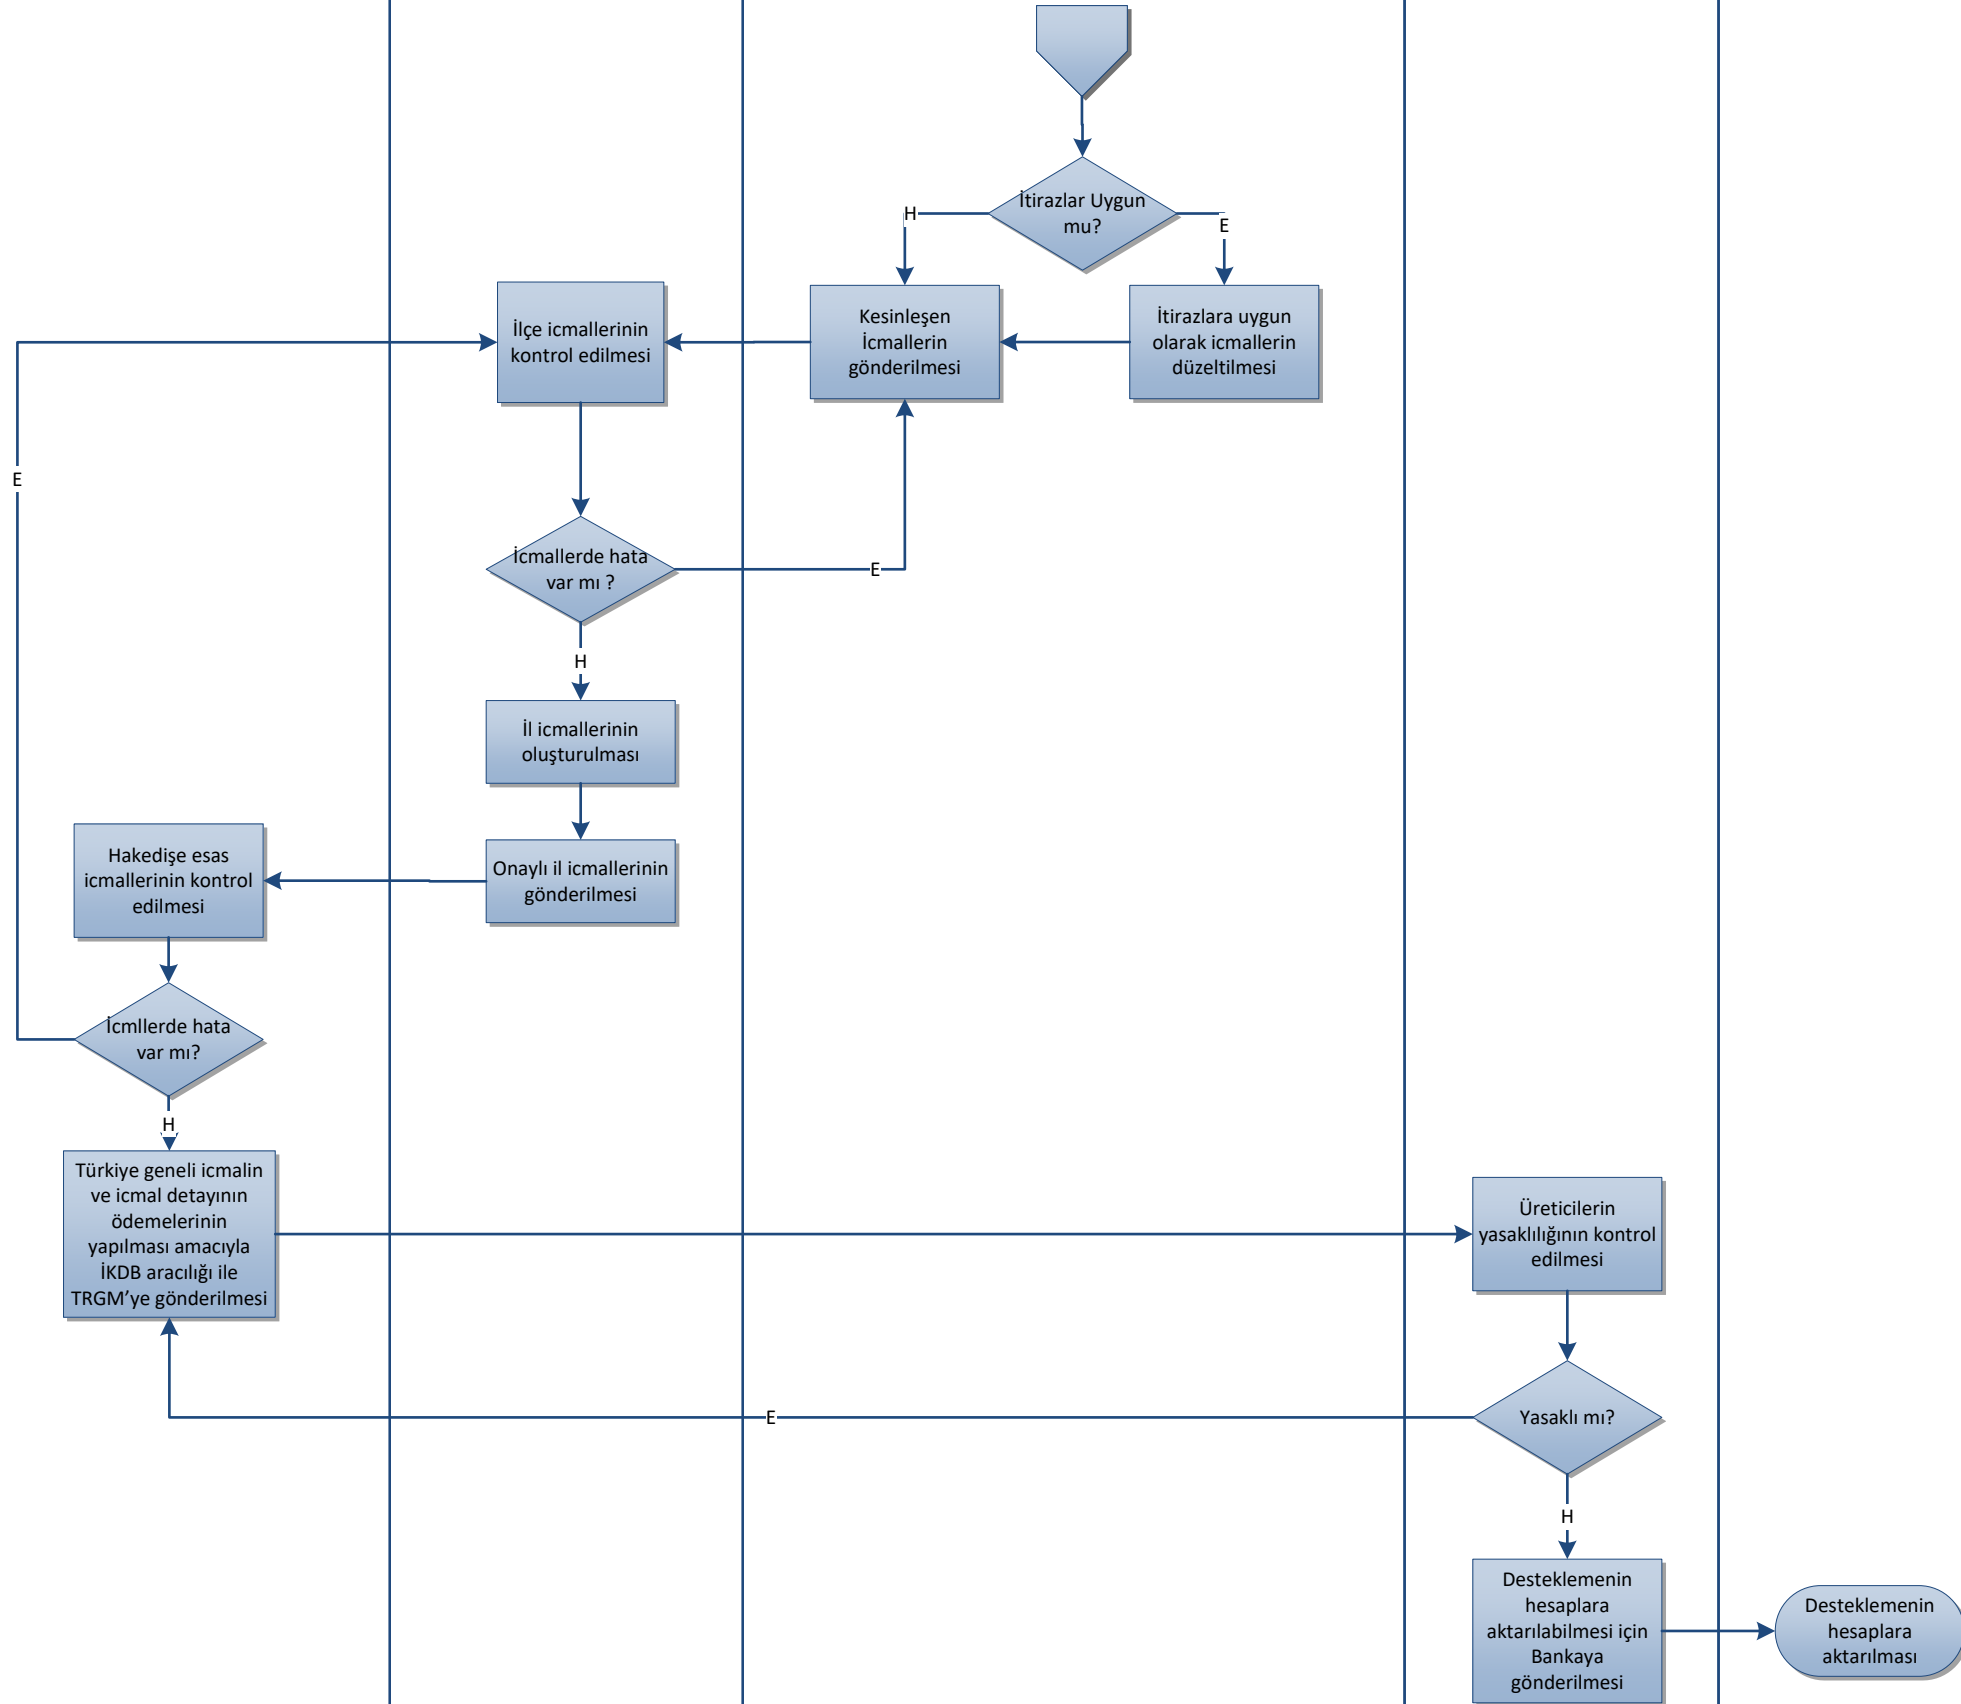 İtirazlar Uygun
mu?
H
E
İlçe icmallerinin
kontrol edilmesi
Kesinleşen
İcmallerin
gönderilmesi
İtirazlara uygun
olarak icmallerin
düzeltilmesi
E
İcmallerde hata
var mı ?
E
H
İl icmallerinin
oluşturulması
Onaylı il icmallerinin
gönderilmesi
Hakedişe esas
icmallerinin kontrol
edilmesi
İcmllerde hata
var mı?
H
Türkiye geneli icmalin
ve icmal detayının
ödemelerinin
yapılması amacıyla
İKDB aracılığı ile
TRGM’ye gönderilmesi
Üreticilerin
yasaklılığının kontrol
edilmesi
Yasaklı mı?
E
H
Desteklemenin
hesaplara
aktarılabilmesi için
Bankaya
gönderilmesi
Desteklemenin
hesaplara
aktarılması